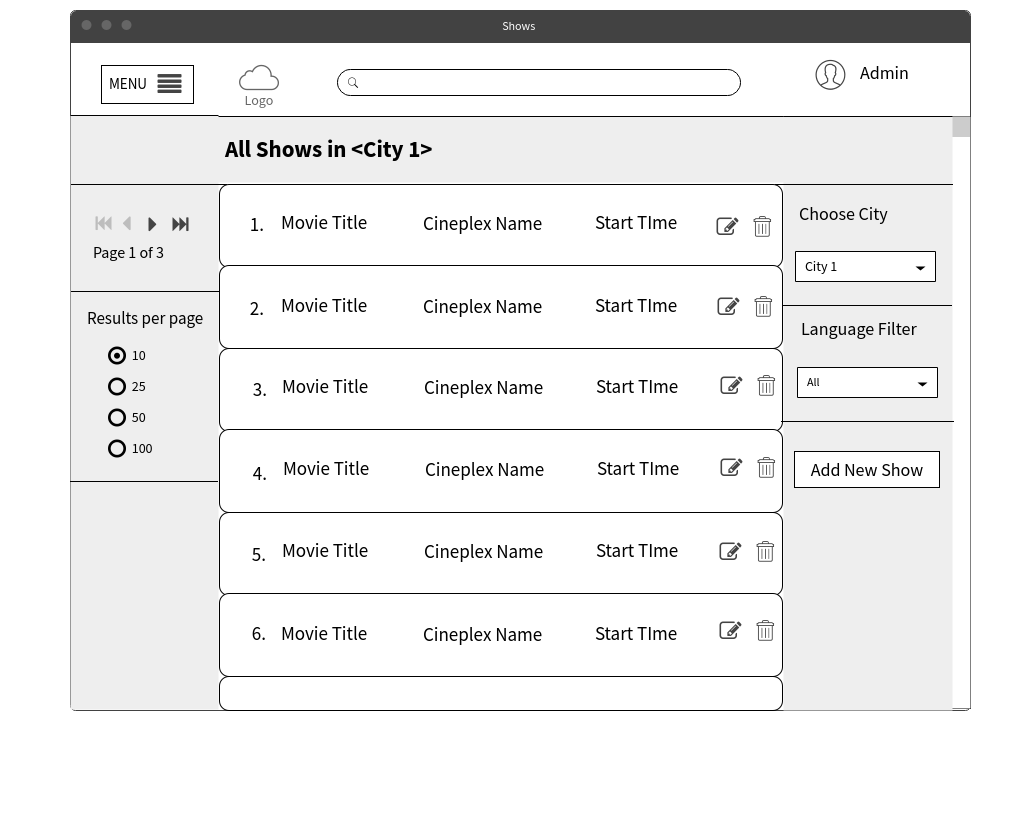 Shows
MENU
Logo
Admin
All Shows in <City 1>
Page 1 of 3
Results per page
10
25
50
100
1. Movie Title Cineplex Name Start TIme
2. Movie Title Cineplex Name Start TIme
3. Movie Title Cineplex Name Start TIme
4. Movie Title Cineplex Name Start TIme
5. Movie Title Cineplex Name Start TIme
6. Movie Title Cineplex Name Start TIme
Choose City
City 1
Language Filter
All
Add New Show